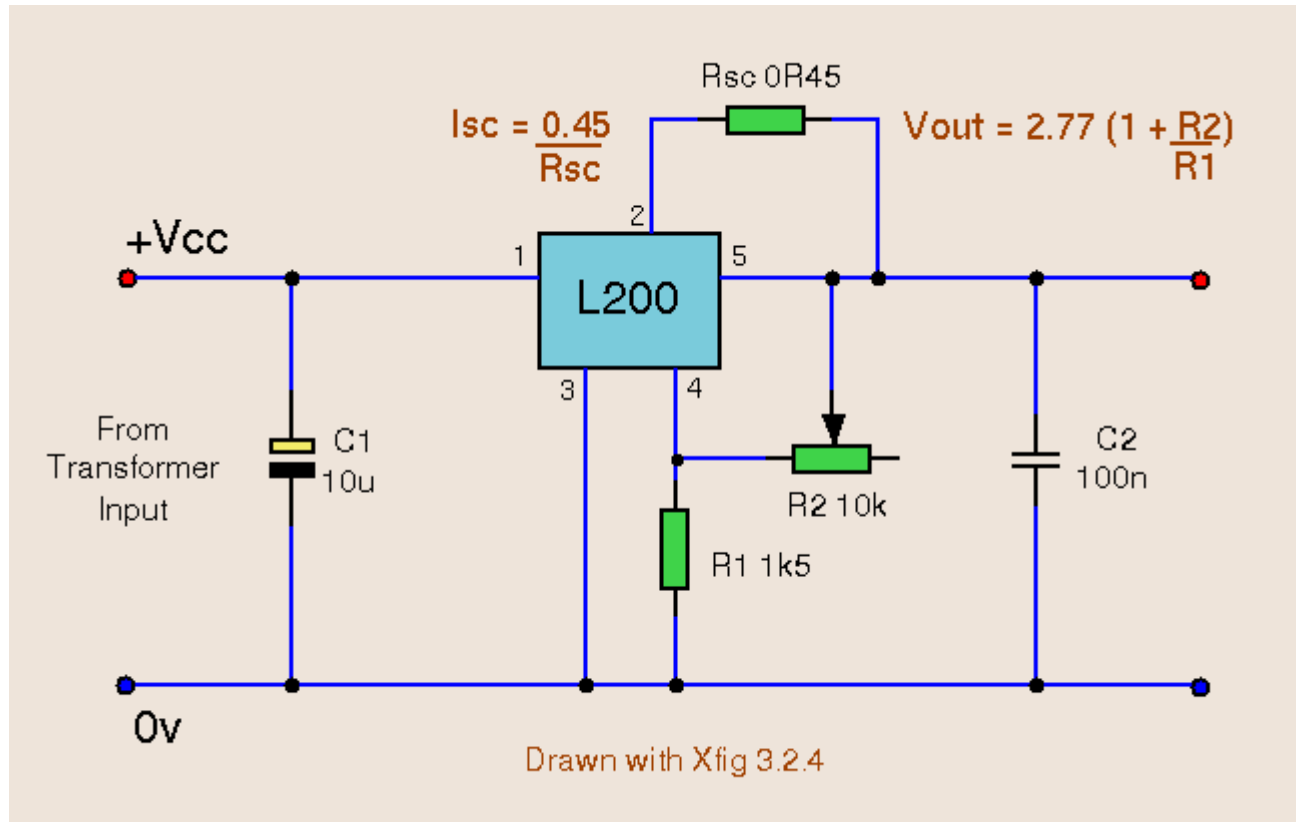 Rsc 0R45
Isc = 0.45
Rsc
Vout = 2.77 (1 + R2)
R1
2
+Vcc
1
5
L200
3
4
From
Transformer
Input
C1
10u
R2 10k
C2
100n
R1 1k5
0v
Drawn with Xfig 3.2.4